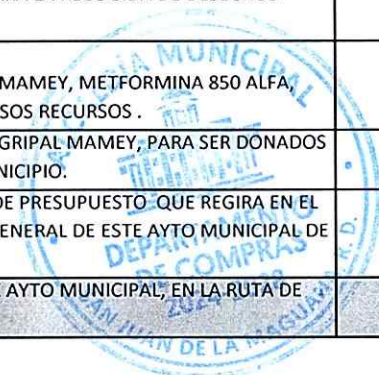 MAMEY, METFORMINA 850 ALFA,
SOS RECURSOS .
GRIPAL MAMEY, PARA SER DONADOS
NICIPIO.
DE PRESUPUESTO QUE REGIRA EN EL
ENERAL DE ESTE AYTO MUNICIPAL DE
AYTO MUNICIPAL, EN LA RUTA DE
MUNICIPAL
DEPARTAMENTO
DE COMPRAS
SAN JUAN DE LA MAGUANA R.D.